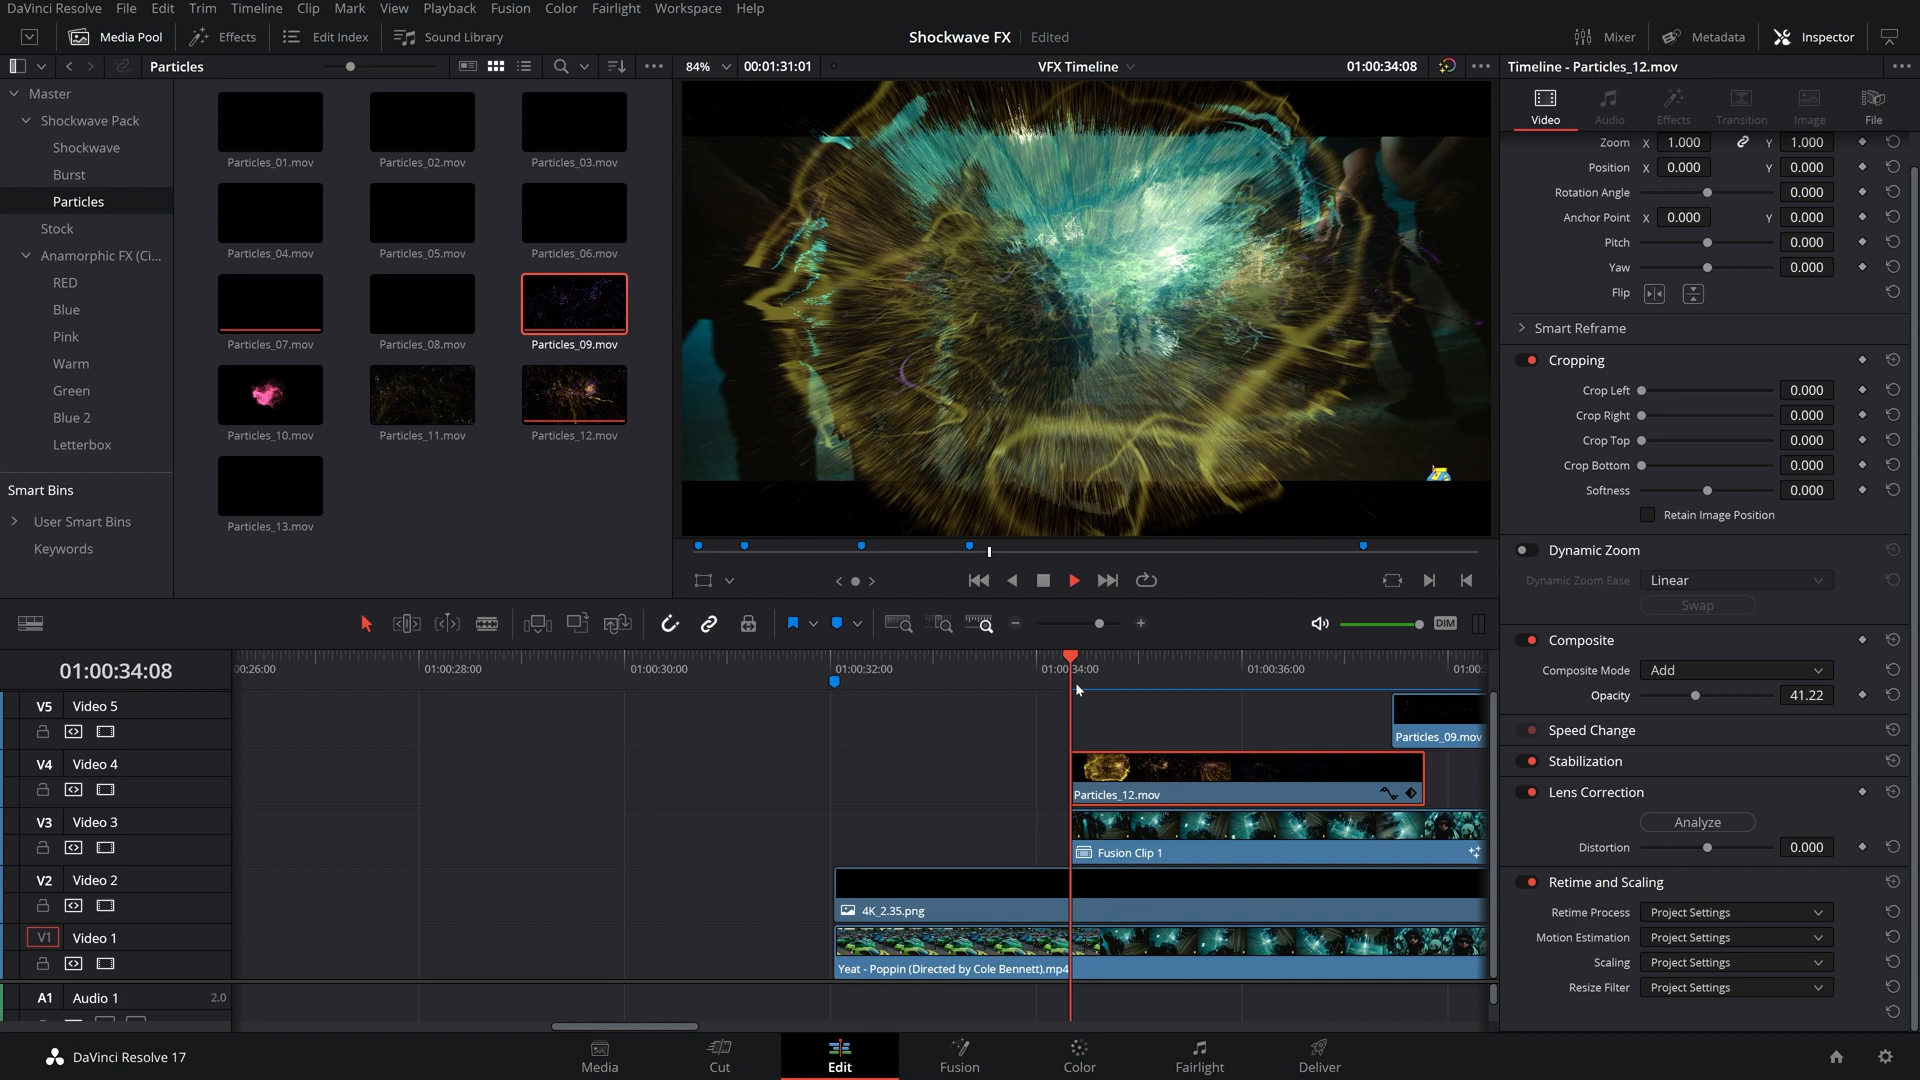 DaVinci Resolve File Edit Trim Timeline Clip Mark View Playback Fusion Color Fairlight Workspace Help
Media Pool Effects Edit Index Sound Library Shockwave FX Edited Mixer Metadata Inspector
Particles 84% 00:01:31:01 VFX Timeline 01:00:34:08 Timeline - Particles_12.mov
Video Audio Effects Transition Image File
Master
Shockwave Pack
Shockwave
Burst
Particles
Stock
Anamorphic FX (Ci...
RED
Blue
Pink
Warm
Green
Blue 2
Letterbox
Smart Bins
User Smart Bins
Keywords
Particles_01.mov Particles_02.mov Particles_03.mov
Particles_04.mov Particles_05.mov Particles_06.mov
Particles_07.mov Particles_08.mov Particles_09.mov
Particles_10.mov Particles_11.mov Particles_12.mov
Particles_13.mov
Zoom X 1.000 Y 1.000
Position X 0.000 Y 0.000
Rotation Angle 0.000
Anchor Point X 0.000 Y 0.000
Pitch 0.000
Yaw 0.000
Flip
Smart Reframe
Cropping
Crop Left 0.000
Crop Right 0.000
Crop Top 0.000
Crop Bottom 0.000
Softness 0.000
Retain Image Position
Dynamic Zoom
Dynamic Zoom Ease Linear
Swap
Composite
Composite Mode Add
Opacity 41.22
Speed Change
Stabilization
Lens Correction
Analyze
Distortion 0.000
Retime and Scaling
Retime Process Project Settings
Motion Estimation Project Settings
Scaling Project Settings
Resize Filter Project Settings
DIM
01:00:34:08 00:26:00 01:00:28:00 01:00:30:00 01:00:32:00 01:00:34:00 01:00:36:00 01:00:
V5 Video 5
Particles_09.mov
V4 Video 4
Particles_12.mov
V3 Video 3
Fusion Clip 1
V2 Video 2
4K_2.35.png
V1 Video 1
Yeat - Poppin (Directed by Cole Bennett).mp4
A1 Audio 1 2.0
DaVinci Resolve 17 Media Cut Edit Fusion Color Fairlight Deliver